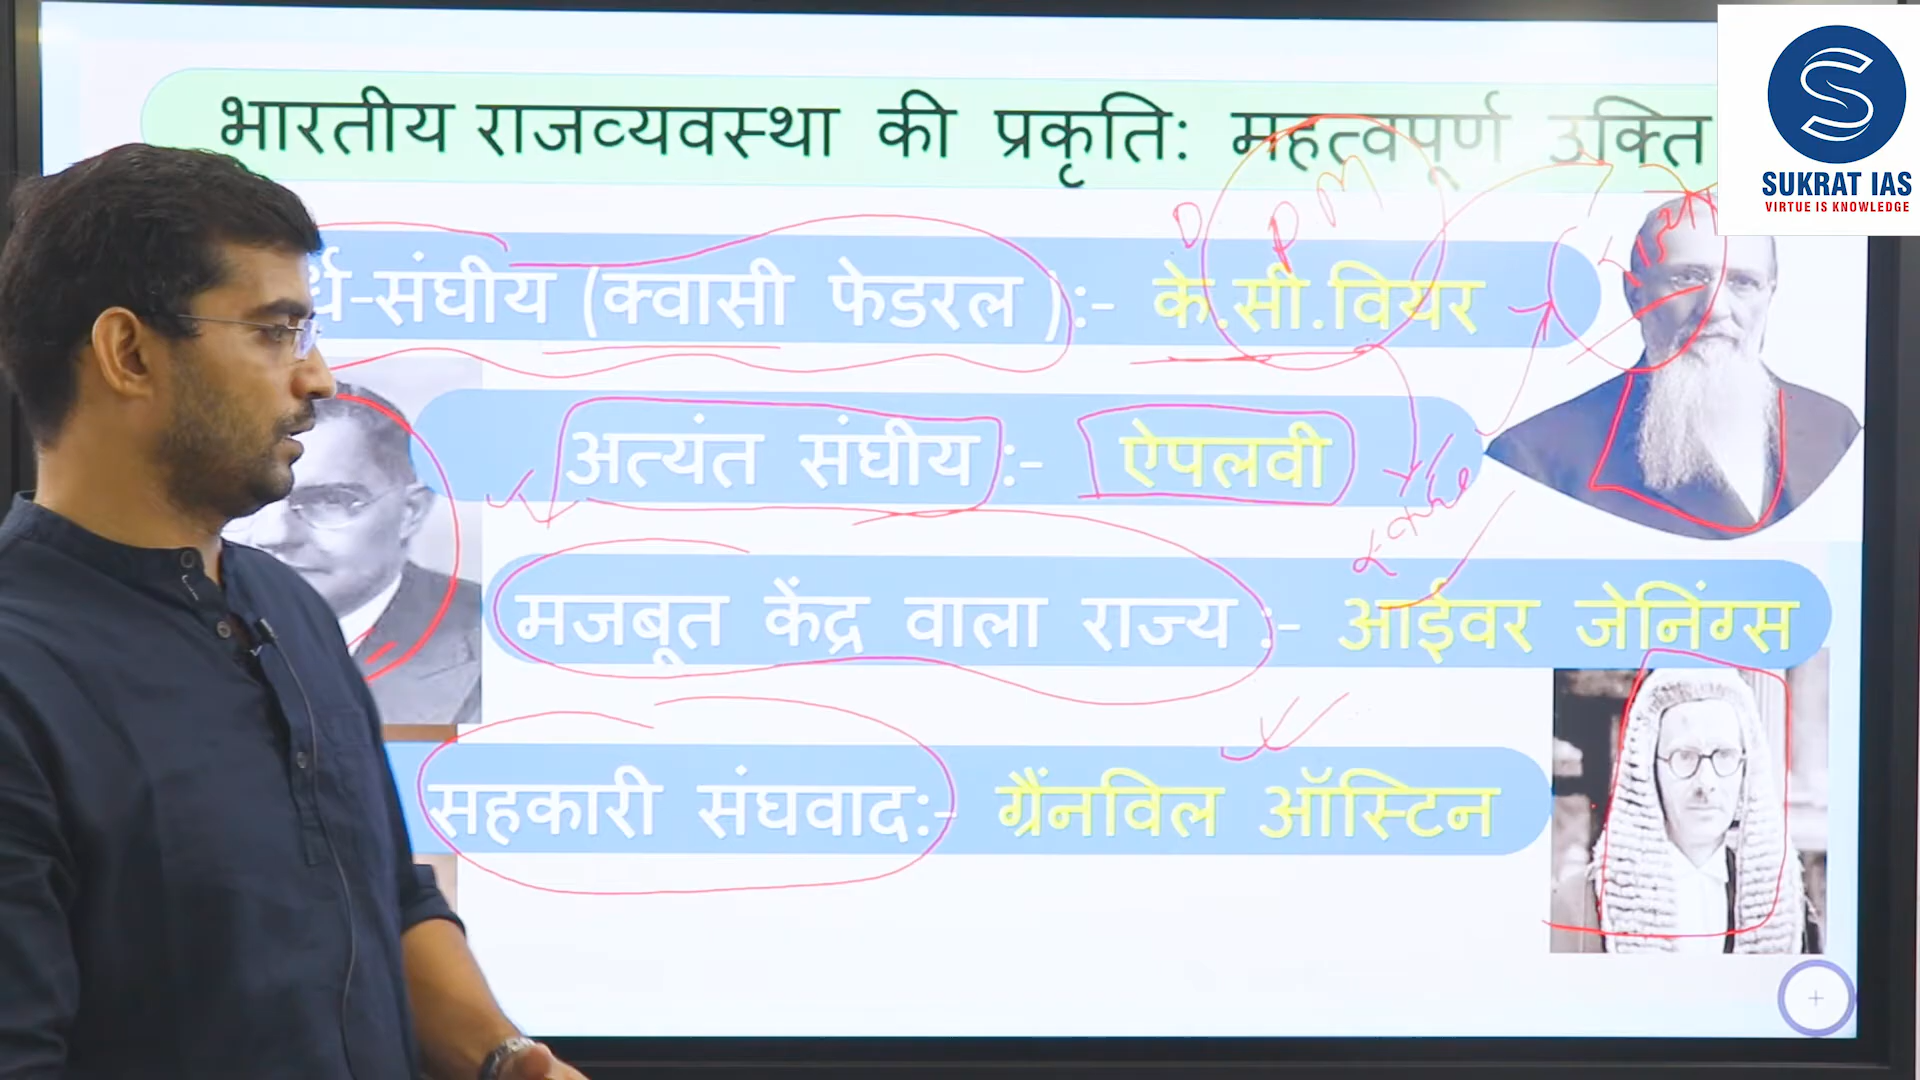 भारतीय राजव्यवस्था की प्रकृति: महत्वपूर्ण उक्ति
SUKRAT IAS
VIRTUE IS KNOWLEDGE
र्ध-संघीय (क्वासी फेडरल ):- के.सी.वियर
PM
अत्यंत संघीय :- ऐपलवी
मजबूत केंद्र वाला राज्य :- आईवर जेनिंग्स
सहकारी संघवाद:- ग्रैंनविल ऑस्टिन